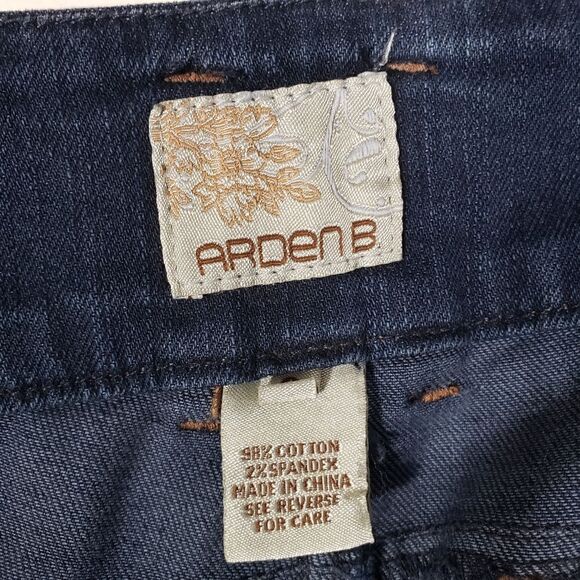 ARDEN B.
98% COTTON
2% SPANDEX
MADE IN CHINA
SEE REVERSE
FOR CARE